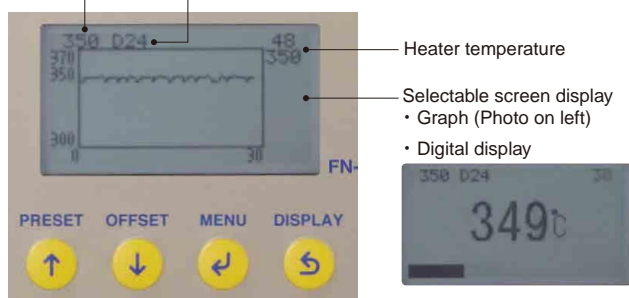 350 D24 48
370 350
350
300
0 30
FN-
PRESET OFFSET MENU DISPLAY
Heater temperature
Selectable screen display
・ Graph (Photo on left)
・ Digital display
350 D24 30
349℃